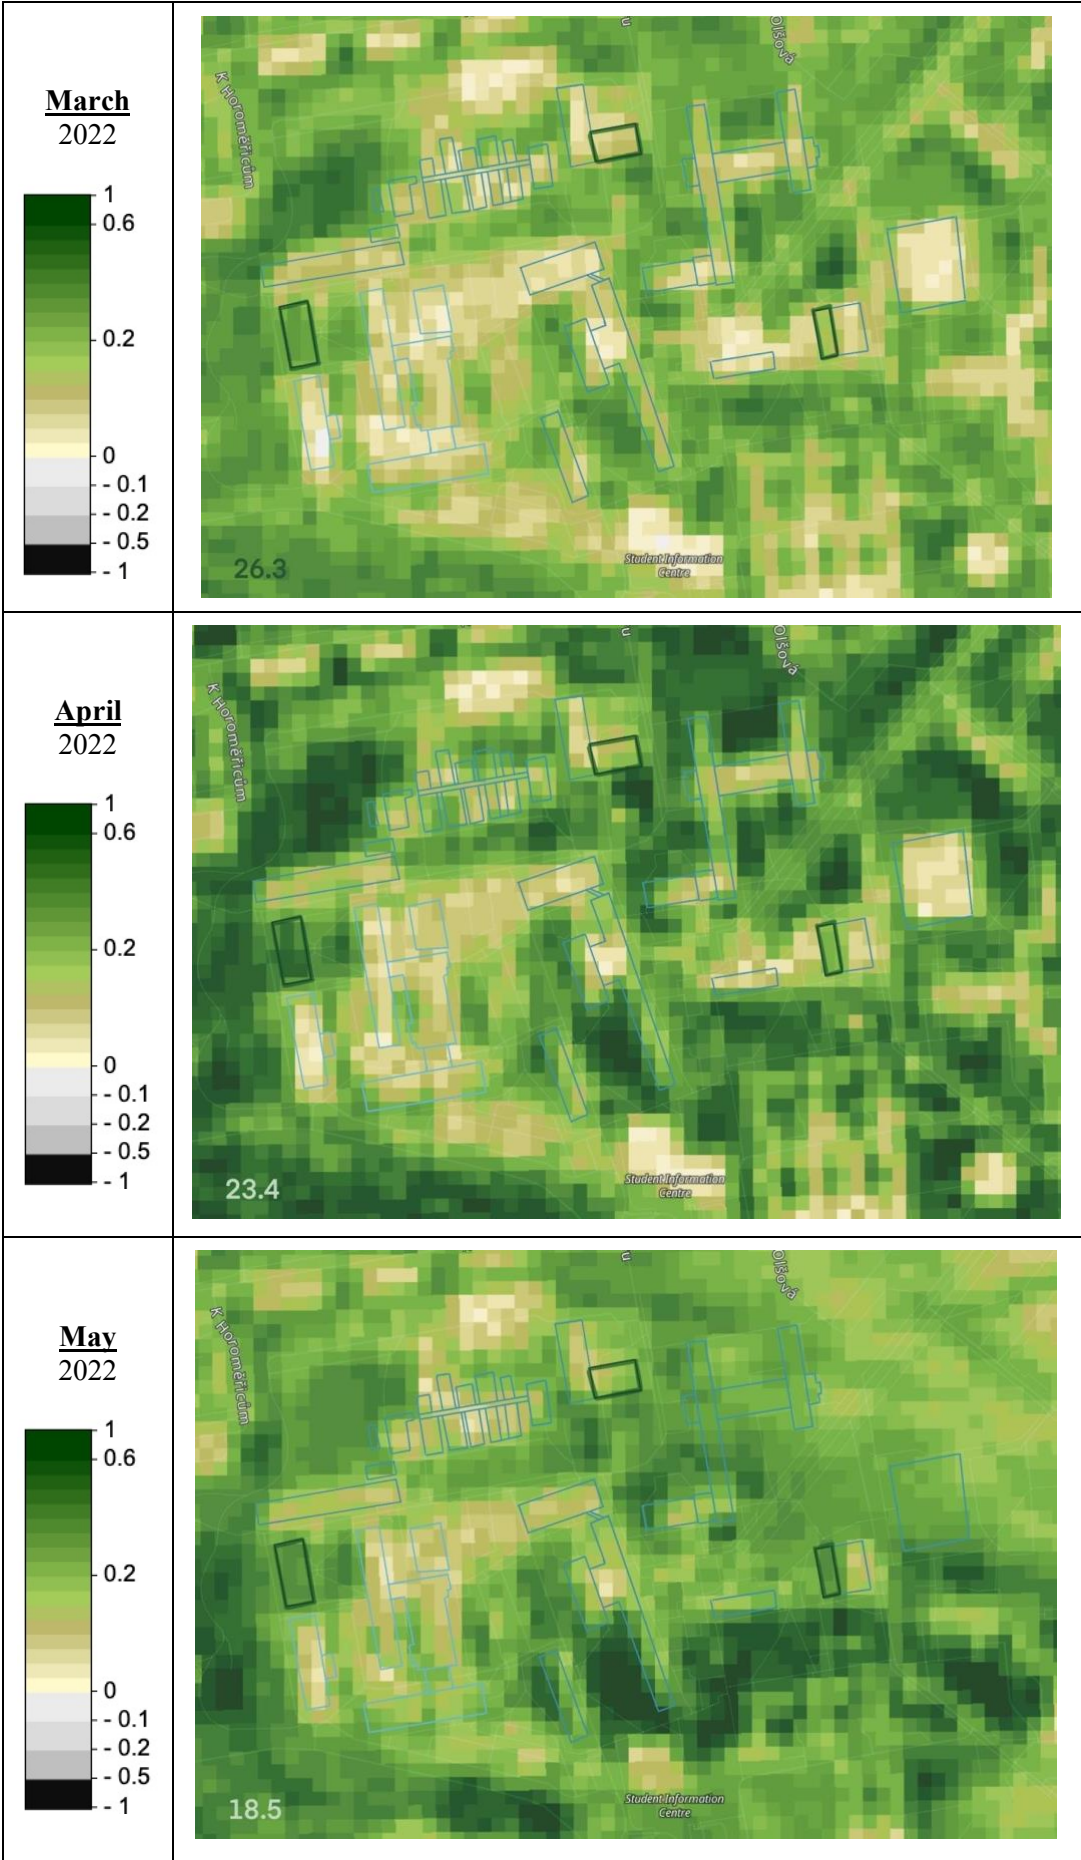 March
2022
1
0.6
0.2
0
- 0.1
- 0.2
- 0.5
- 1
K Horoměřicům
u
Olšová
Student Information
Centre
26.3
April
2022
1
0.6
0.2
0
- 0.1
- 0.2
- 0.5
- 1
K Horoměřicům
u
Olšová
Student Information
Centre
23.4
May
2022
1
0.6
0.2
0
- 0.1
- 0.2
- 0.5
- 1
K Horoměřicům
u
Olšová
Student Information
Centre
18.5